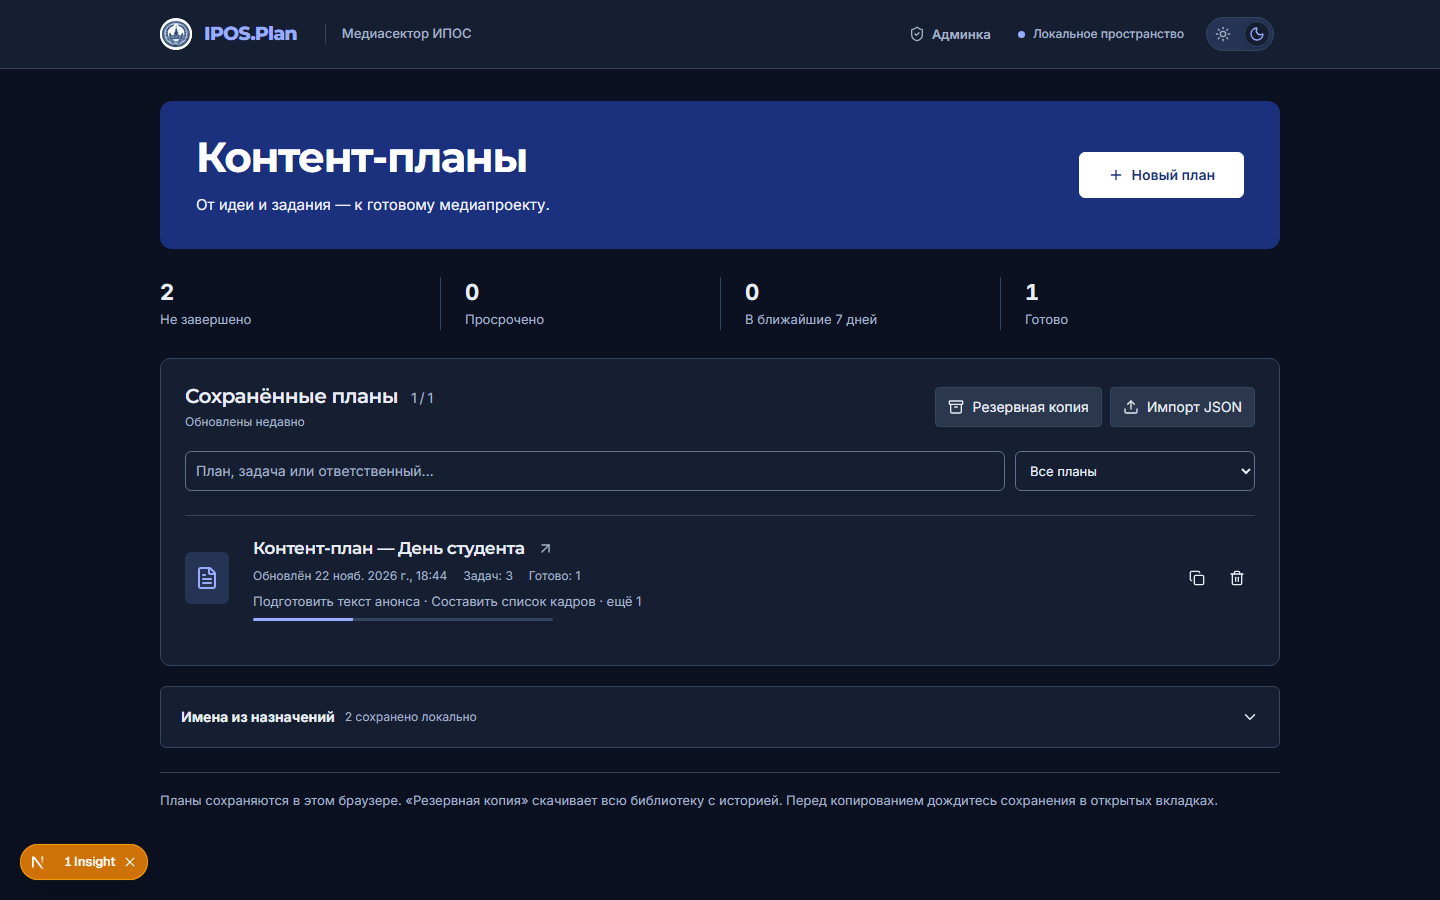 IPOS.Plan
Медиасектор ИПОС
Админка
Локальное пространство
Контент-планы
От идеи и задания — к готовому медиапроекту.
Новый план
2
Не завершено
0
Просрочено
0
В ближайшие 7 дней
1
Готово
Сохранённые планы 1 / 1
Обновлены недавно
Резервная копия
Импорт JSON
План, задача или ответственный...
Все планы
Контент-план — День студента
Обновлён 22 нояб. 2026 г., 18:44 Задач: 3 Готово: 1
Подготовить текст анонса · Составить список кадров · ещё 1
Имена из назначений 2 сохранено локально
Планы сохраняются в этом браузере. «Резервная копия» скачивает всю библиотеку с историей. Перед копированием дождитесь сохранения в открытых вкладках.
1 Insight